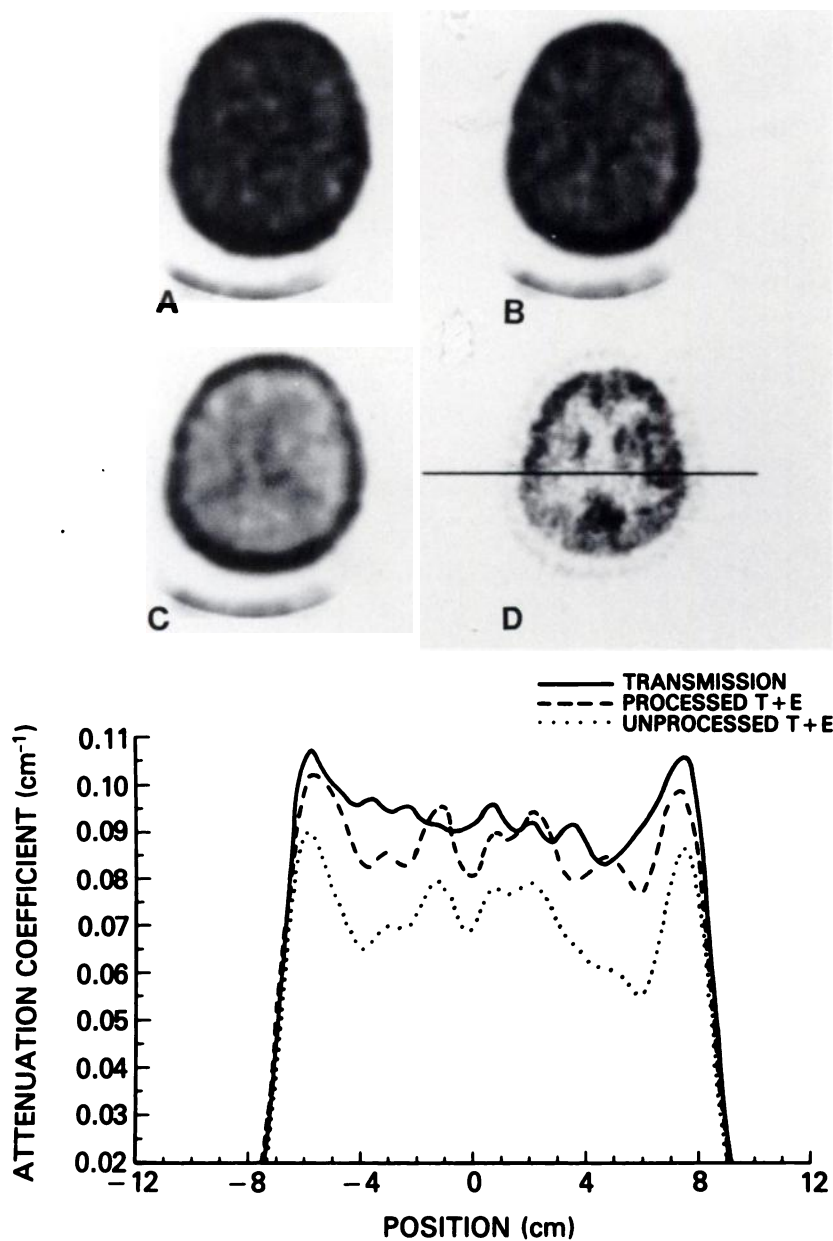 A
B
C
D
TRANSMISSION
PROCESSED T+E
UNPROCESSED T+E
ATTENUATION COEFFICIENT (cm⁻¹)
0.11
0.10
0.09
0.08
0.07
0.06
0.05
0.04
0.03
0.02
−12 −8 −4 0 4 8 12
POSITION (cm)